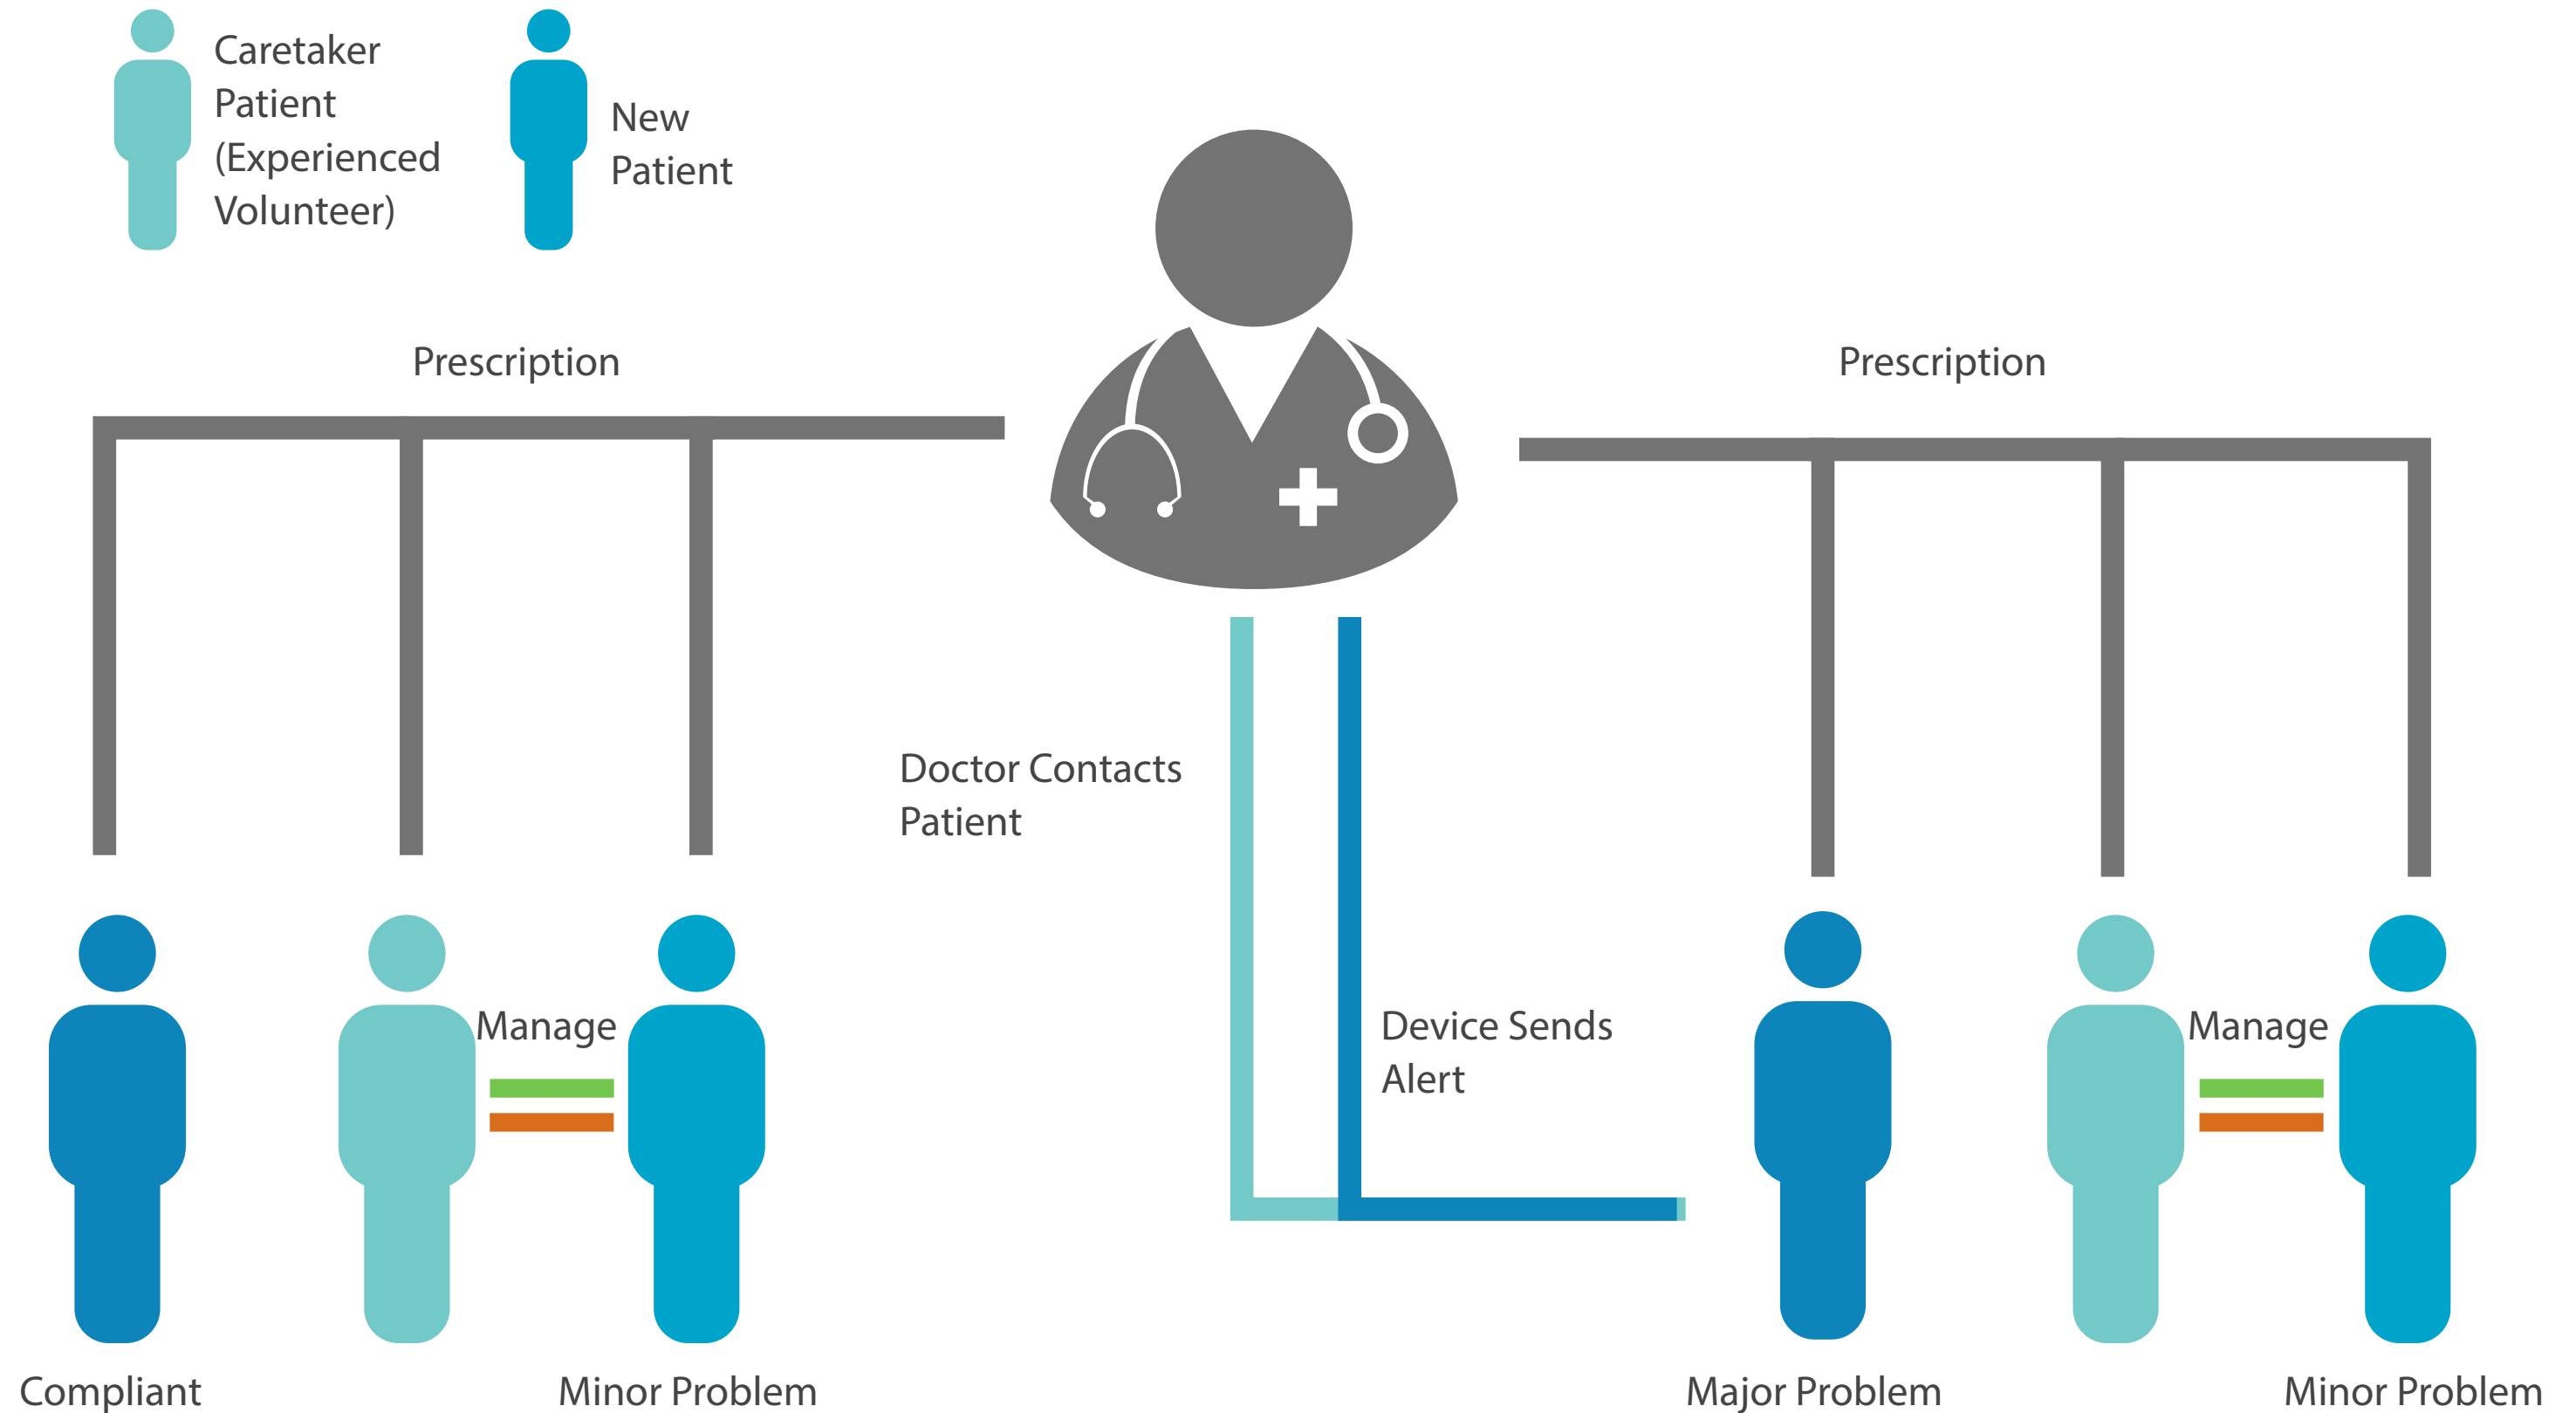 Caretaker
Patient
(Experienced
Volunteer)
New
Patient
Prescription
Prescription
Doctor Contacts
Patient
Manage
Device Sends
Alert
Manage
Compliant
Minor Problem
Major Problem
Minor Problem